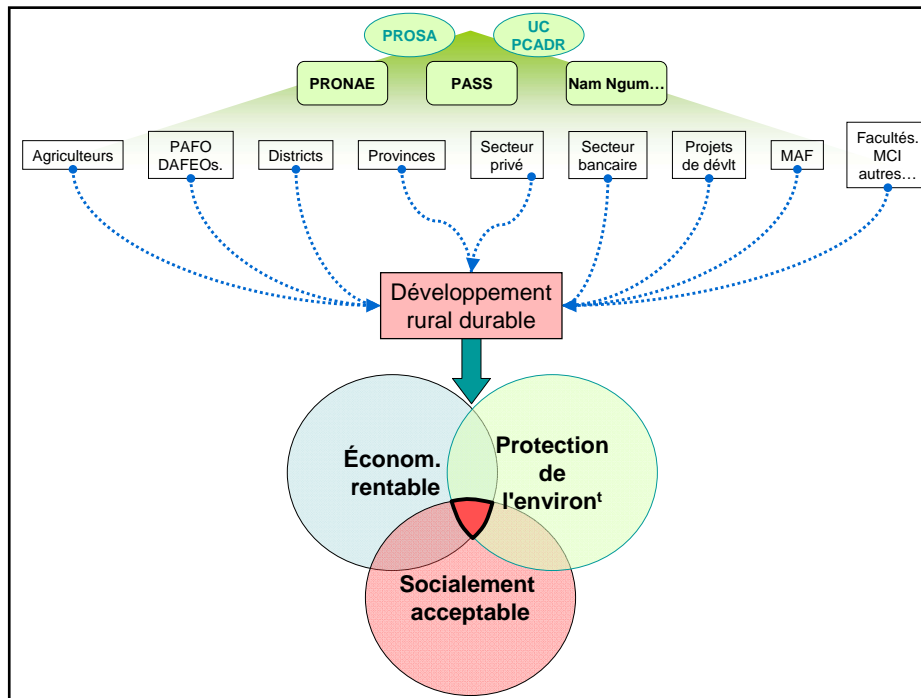 PROSA
UC
PCADR
PRONAE
PASS
Nam Ngum…
Agriculteurs
PAFO
DAFEOs.
Districts
Provinces
Secteur
privé
Secteur
bancaire
Projets
de dévlt
MAF
Facultés.
MCI
autres…
Développement
rural durable
Économ.
rentable
Protection
de
l'environᵗ
Socialement
acceptable